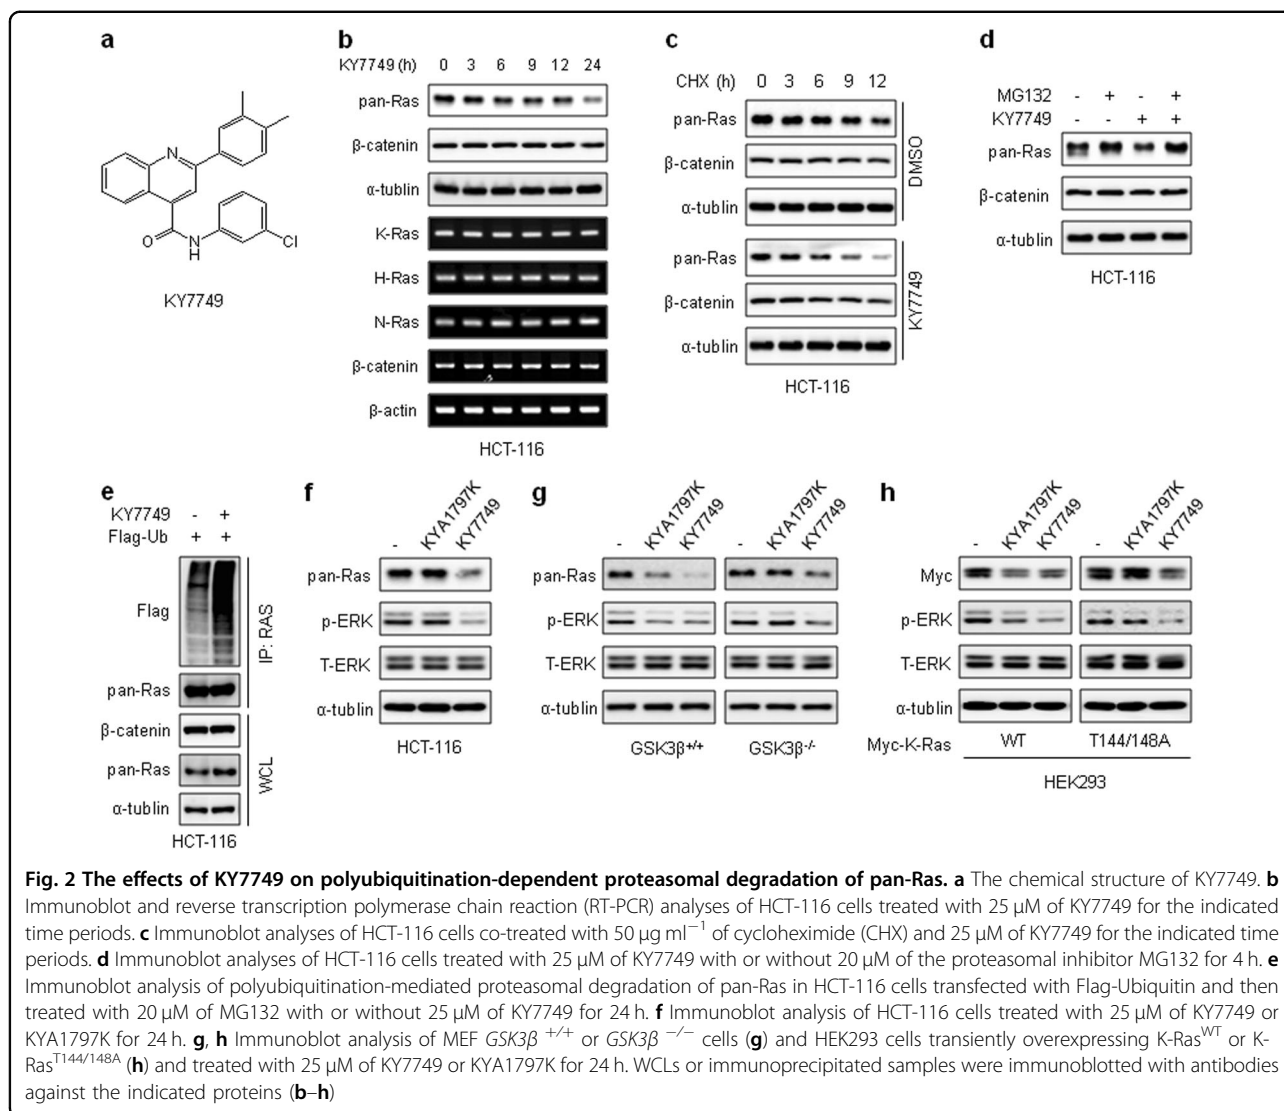 a
N
O
N
H
Cl
KY7749
b
KY7749 (h) 0 3 6 9 12 24
pan-Ras
β-catenin
α-tublin
K-Ras
H-Ras
N-Ras
β-catenin
β-actin
HCT-116
c
CHX (h) 0 3 6 9 12
pan-Ras
β-catenin
α-tublin
DMSO
pan-Ras
β-catenin
α-tublin
KY7749
HCT-116
d
MG132 - + - +
KY7749 - - + +
pan-Ras
β-catenin
α-tublin
HCT-116
e
KY7749 - +
Flag-Ub + +
Flag
pan-Ras
IP: RAS
β-catenin
pan-Ras
α-tublin
WCL
HCT-116
f
- KYA1797K KY7749
pan-Ras
p-ERK
T-ERK
α-tublin
HCT-116
g
- KYA1797K KY7749 - KYA1797K KY7749
pan-Ras
p-ERK
T-ERK
α-tublin
GSK3β+/+ GSK3β-/-
h
- KYA1797K KY7749 - KYA1797K KY7749
Myc
p-ERK
T-ERK
α-tublin
Myc-K-Ras WT T144/148A
HEK293
Fig. 2 The effects of KY7749 on polyubiquitination-dependent proteasomal degradation of pan-Ras. a The chemical structure of KY7749. b
Immunoblot and reverse transcription polymerase chain reaction (RT-PCR) analyses of HCT-116 cells treated with 25 µM of KY7749 for the indicated
time periods. c Immunoblot analyses of HCT-116 cells co-treated with 50 µg ml−1 of cycloheximide (CHX) and 25 µM of KY7749 for the indicated time
periods. d Immunoblot analyses of HCT-116 cells treated with 25 µM of KY7749 with or without 20 µM of the proteasomal inhibitor MG132 for 4 h. e
Immunoblot analysis of polyubiquitination-mediated proteasomal degradation of pan-Ras in HCT-116 cells transfected with Flag-Ubiquitin and then
treated with 20 µM of MG132 with or without 25 µM of KY7749 for 24 h. f Immunoblot analysis of HCT-116 cells treated with 25 µM of KY7749 or
KYA1797K for 24 h. g, h Immunoblot analysis of MEF GSK3β +/+ or GSK3β −/− cells (g) and HEK293 cells transiently overexpressing K-RasWT or K-
RasT144/148A (h) and treated with 25 µM of KY7749 or KYA1797K for 24 h. WCLs or immunoprecipitated samples were immunoblotted with antibodies
against the indicated proteins (b–h)